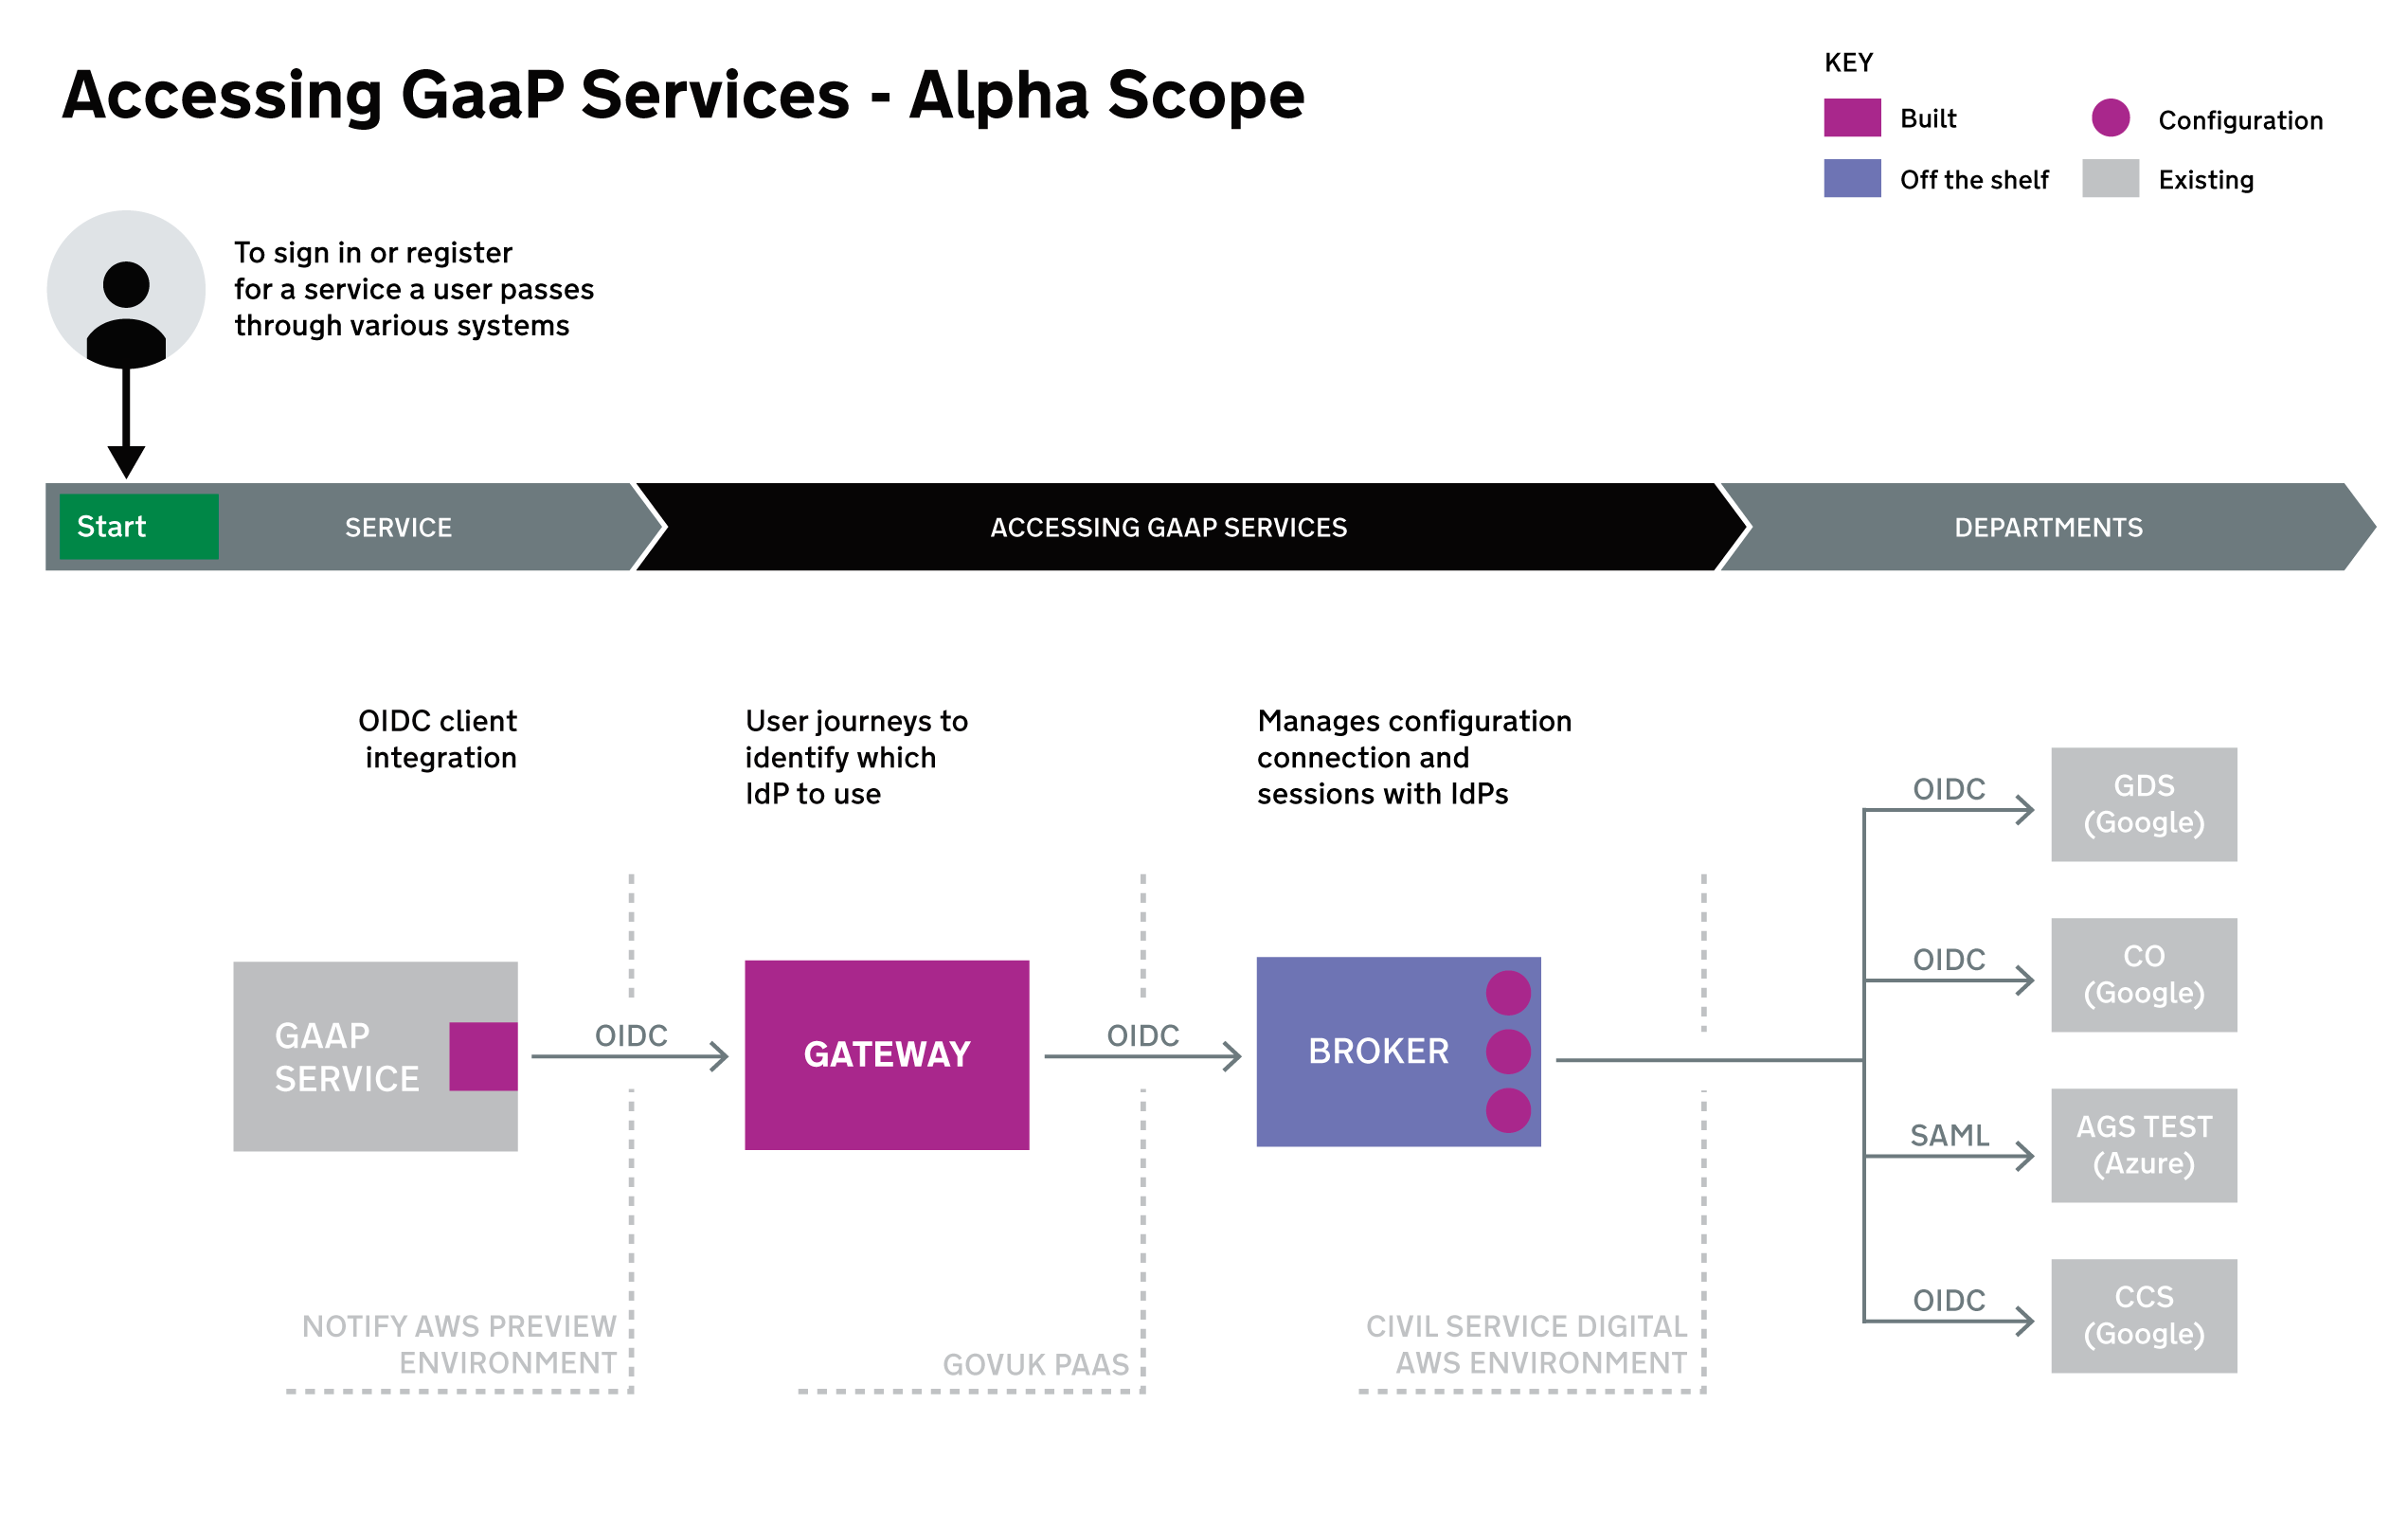 Accessing GaaP Services - Alpha Scope
KEY
Built
Configuration
Off the shelf
Existing
To sign in or register
for a service a user passes
through various systems
Start
SERVICE
ACCESSING GAAP SERVICES
DEPARTMENTS
OIDC client
integration
User journeys to
identify which
IdP to use
Manages configuration
connection and
sessions with IdPs
GAAP
SERVICE
OIDC
GATEWAY
OIDC
BROKER
OIDC
GDS
(Google)
OIDC
CO
(Google)
SAML
AGS TEST
(Azure)
OIDC
CCS
(Google)
NOTIFY AWS PREVIEW
ENVIRONMENT
GOVUK PAAS
CIVIL SERVICE DIGITAL
AWS ENVIRONMENT